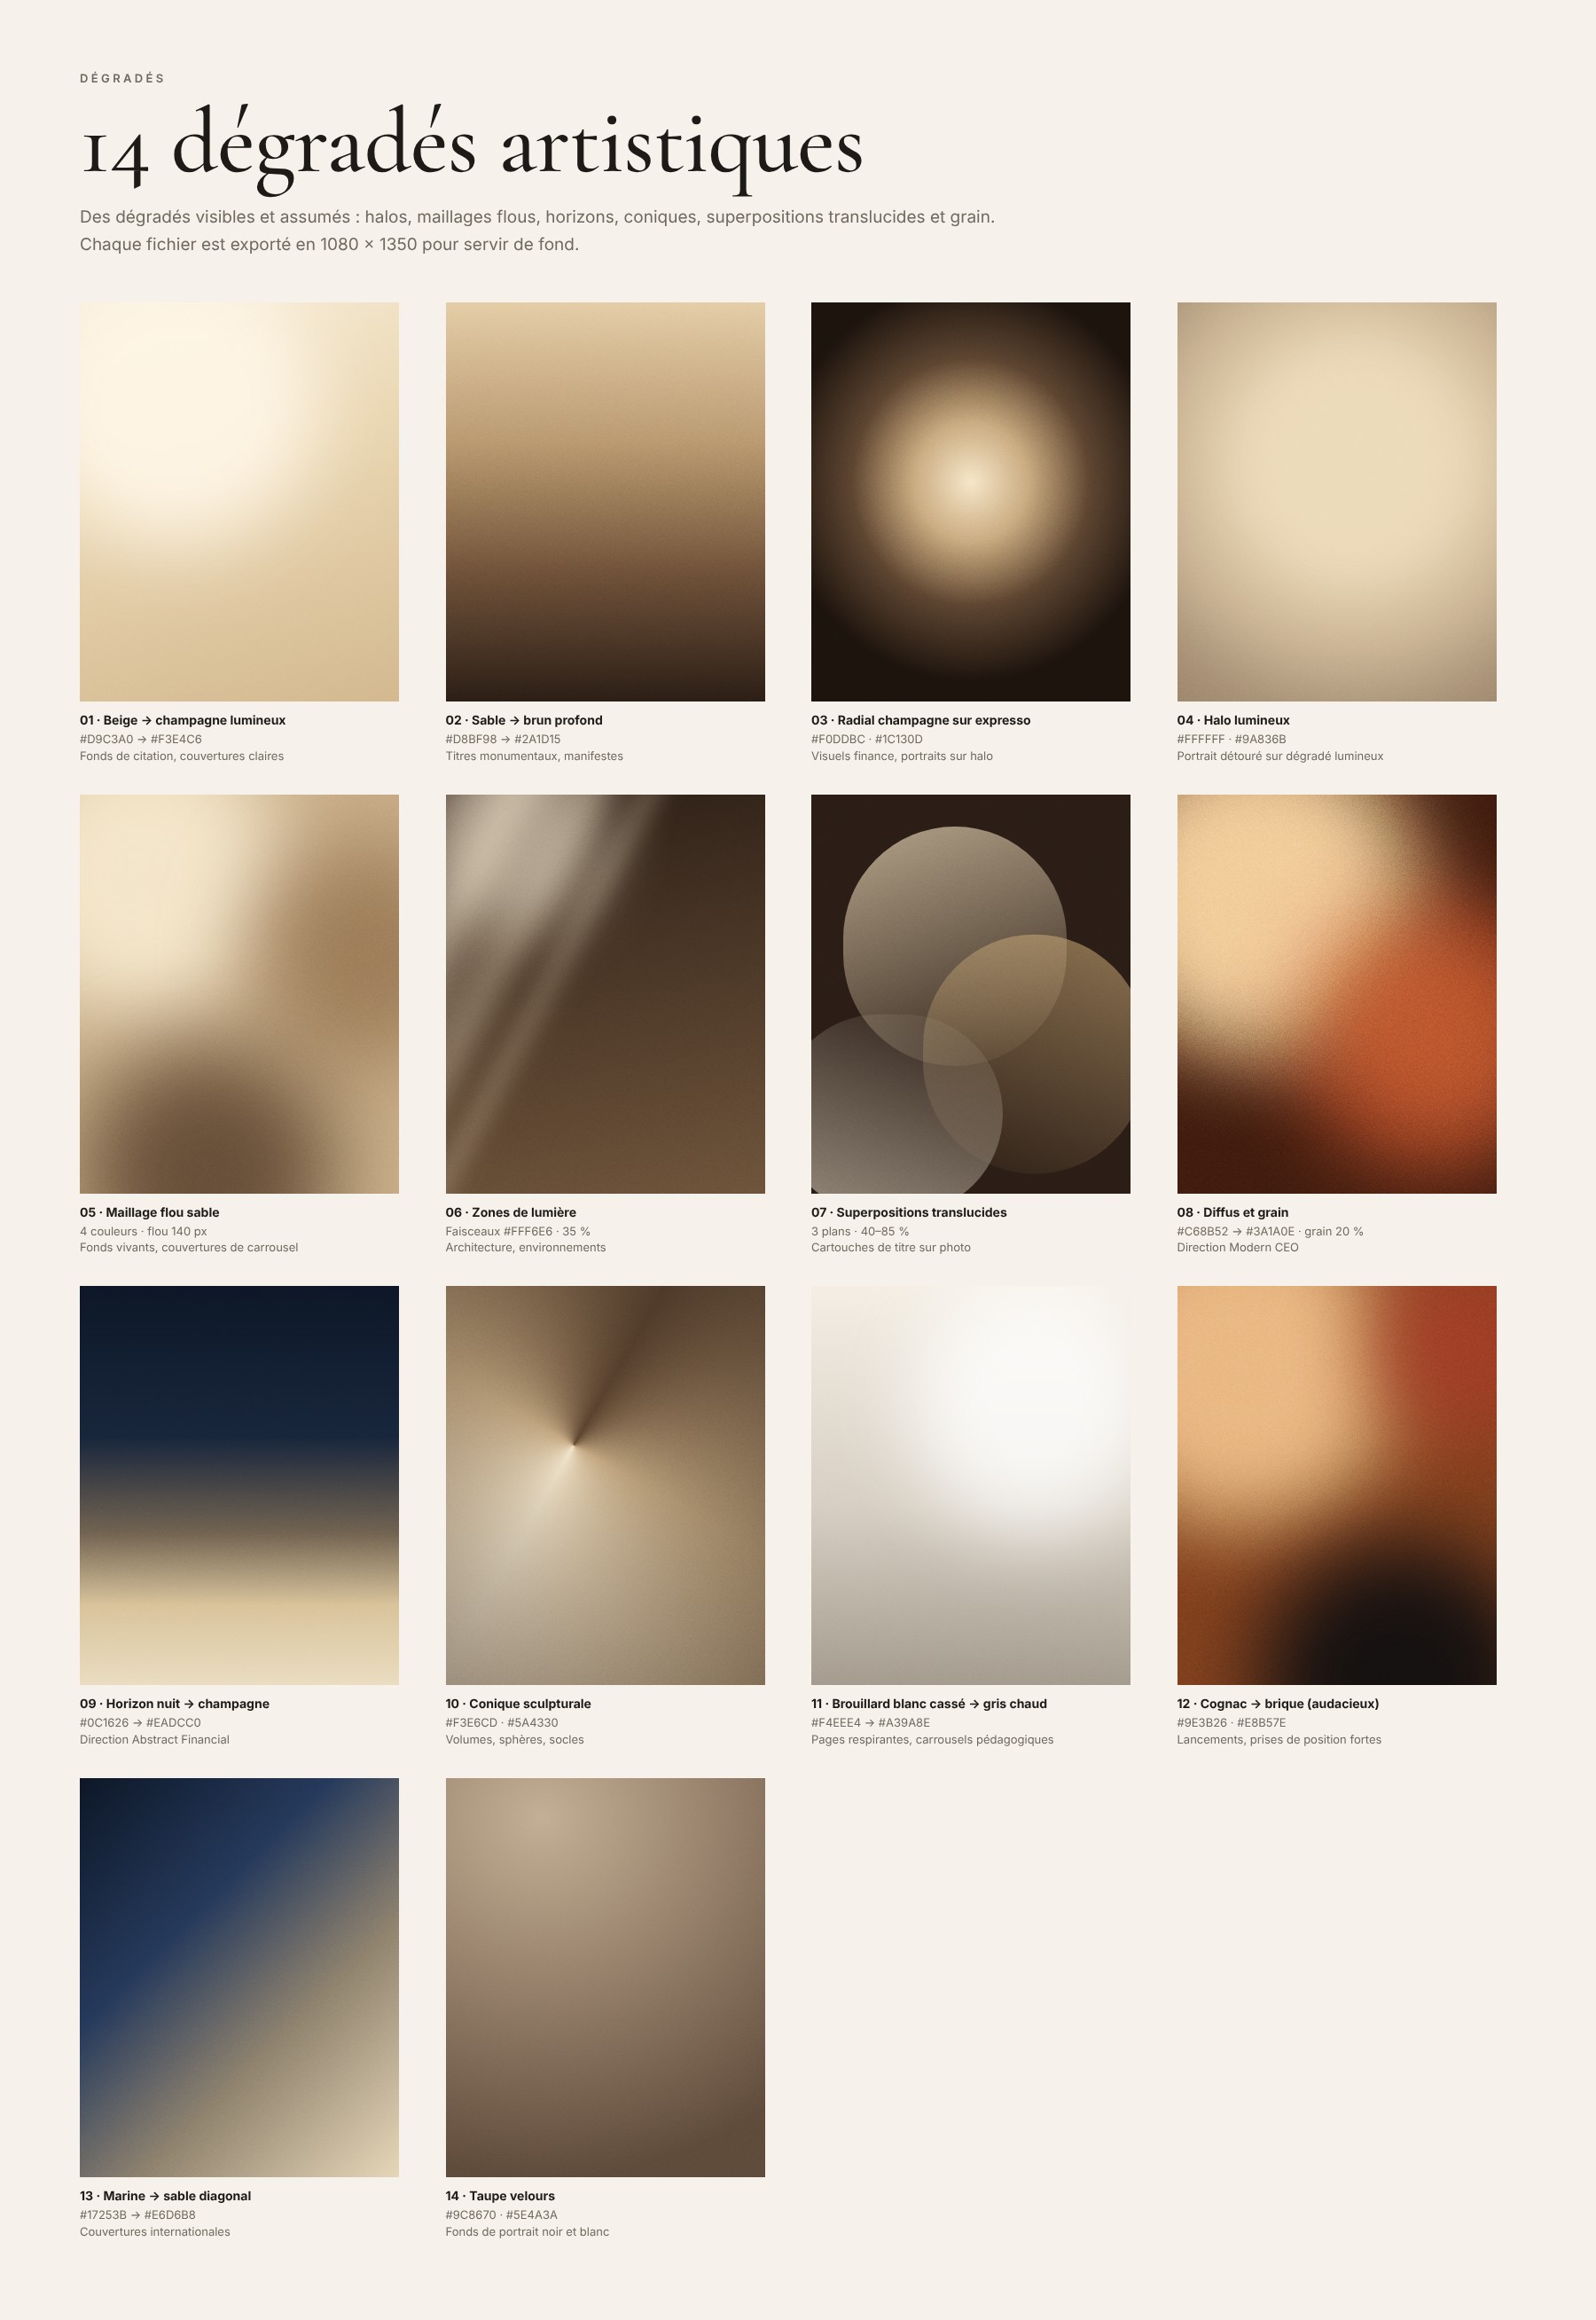 DÉGRADÉS
14 dégradés artistiques
Des dégradés visibles et assumés : halos, maillages flous, horizons, coniques, superpositions translucides et grain.
Chaque fichier est exporté en 1080 × 1350 pour servir de fond.
01 · Beige → champagne lumineux
#D9C3A0 → #F3E4C6
Fonds de citation, couvertures claires
02 · Sable → brun profond
#D8BF98 → #2A1D15
Titres monumentaux, manifestes
03 · Radial champagne sur expresso
#F0DDBC · #1C130D
Visuels finance, portraits sur halo
04 · Halo lumineux
#FFFFFF · #9A836B
Portrait détouré sur dégradé lumineux
05 · Maillage flou sable
4 couleurs · flou 140 px
Fonds vivants, couvertures de carrousel
06 · Zones de lumière
Faisceaux #FFF6E6 · 35 %
Architecture, environnements
07 · Superpositions translucides
3 plans · 40–85 %
Cartouches de titre sur photo
08 · Diffus et grain
#C68B52 → #3A1A0E · grain 20 %
Direction Modern CEO
09 · Horizon nuit → champagne
#0C1626 → #EADCC0
Direction Abstract Financial
10 · Conique sculpturale
#F3E6CD · #5A4330
Volumes, sphères, socles
11 · Brouillard blanc cassé → gris chaud
#F4EEE4 → #A39A8E
Pages respirantes, carrousels pédagogiques
12 · Cognac → brique (audacieux)
#9E3B26 · #E8B57E
Lancements, prises de position fortes
13 · Marine → sable diagonal
#17253B → #E6D6B8
Couvertures internationales
14 · Taupe velours
#9C8670 · #5E4A3A
Fonds de portrait noir et blanc